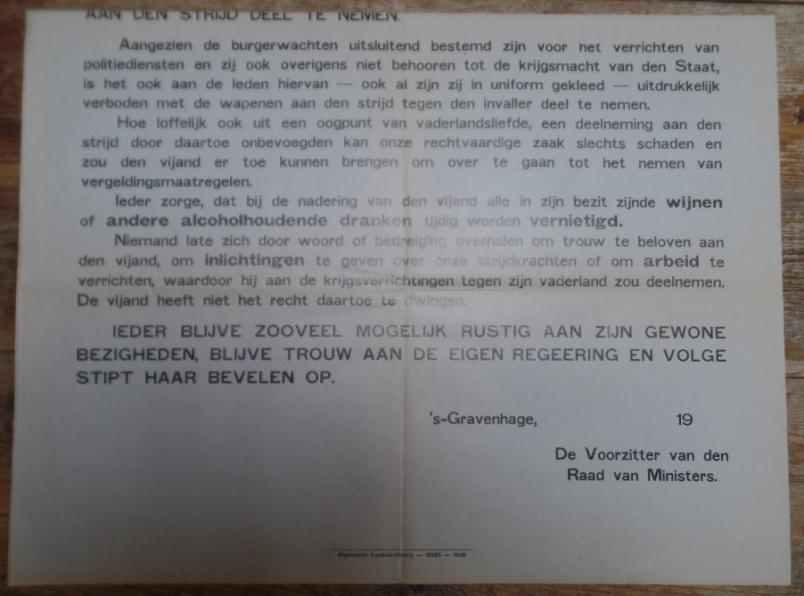 AAN DEN STRIJD DEEL TE NEMEN.
Aangezien de burgerwachten uitsluitend bestemd zijn voor het verrichten van
politiediensten en zij ook overigens niet behooren tot de krijgsmacht van den Staat,
is het ook aan de leden hiervan — ook al zijn zij in uniform gekleed — uitdrukkelijk
verboden met de wapenen aan den strijd tegen den invaller deel te nemen.
Hoe loffelijk ook uit een oogpunt van vaderlandsliefde, een deelneming aan den
strijd door daartoe onbevoegden kan onze rechtvaardige zaak slechts schaden en
zou den vijand er toe kunnen brengen om over te gaan tot het nemen van
vergeldingsmaatregelen.
Ieder zorge, dat bij de nadering van den vijand alle in zijn bezit zijnde wijnen
of andere alcoholhoudende dranken tijdig worden vernietigd.
Niemand late zich door woord of bedreiging overhalen om trouw te beloven aan
den vijand, om inlichtingen te geven over onze strijdkrachten of om arbeid te
verrichten, waardoor hij aan de krijgsverrichtingen tegen zijn vaderland zou deelnemen.
De vijand heeft niet het recht daartoe te dwingen.
IEDER BLIJVE ZOOVEEL MOGELIJK RUSTIG AAN ZIJN GEWONE
BEZIGHEDEN, BLIJVE TROUW AAN DE EIGEN REGEERING EN VOLGE
STIPT HAAR BEVELEN OP.
's-Gravenhage, 19
De Voorzitter van den
Raad van Ministers.
Algemeene Landsdrukkerij —